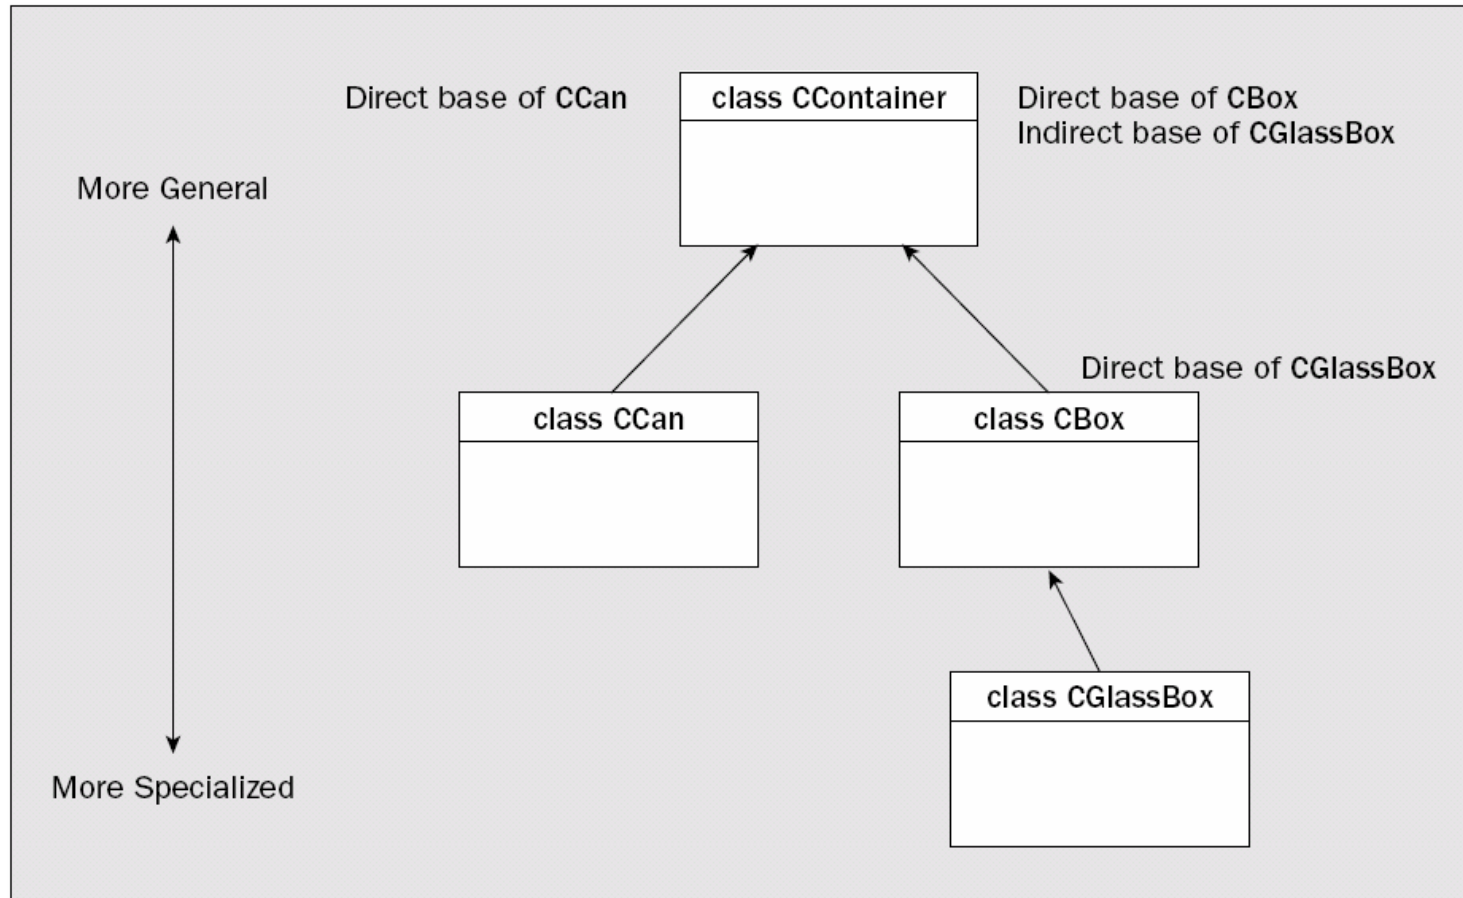 Direct base of CCan
class CContainer
Direct base of CBox
Indirect base of CGlassBox
More General
Direct base of CGlassBox
class CCan
class CBox
class CGlassBox
More Specialized